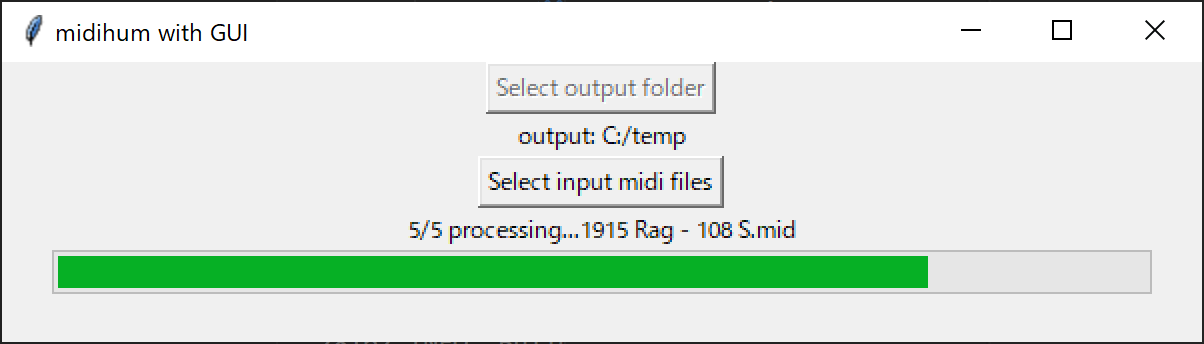 midihum with GUI
Select output folder
output: C:/temp
Select input midi files
5/5 processing...1915 Rag - 108 S.mid